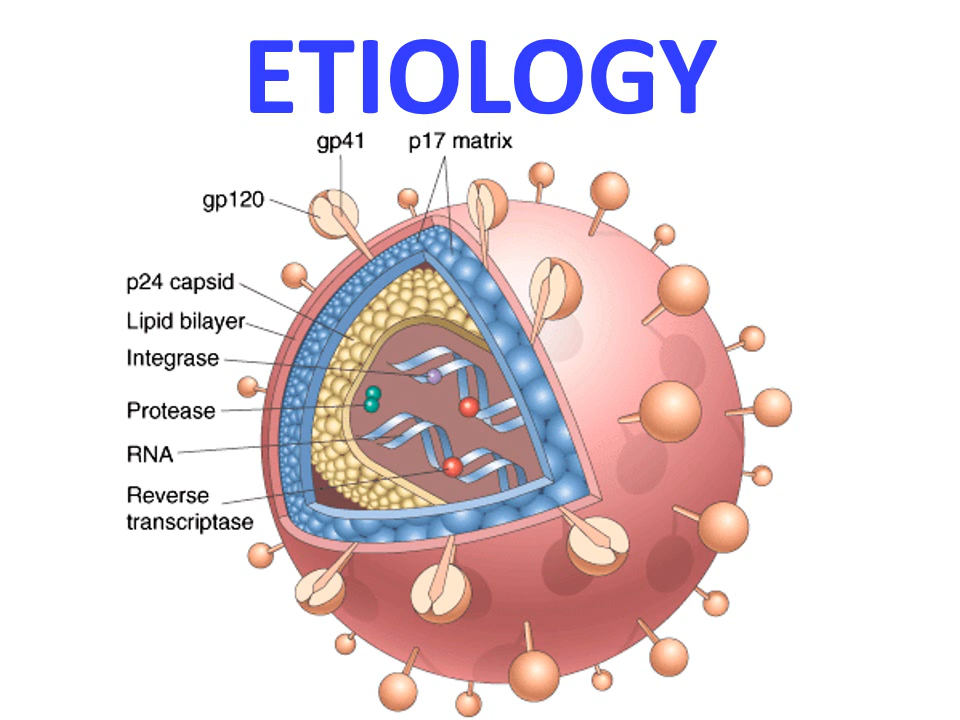 ETIOLOGY
gp41
p17 matrix
gp120
p24 capsid
Lipid bilayer
Integrase
Protease
RNA
Reverse
transcriptase